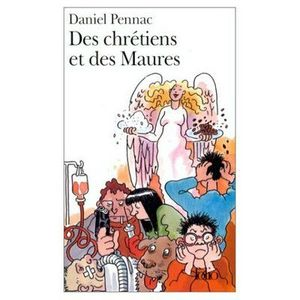 Daniel Pennac
Des chrétiens
et des Maures
folio